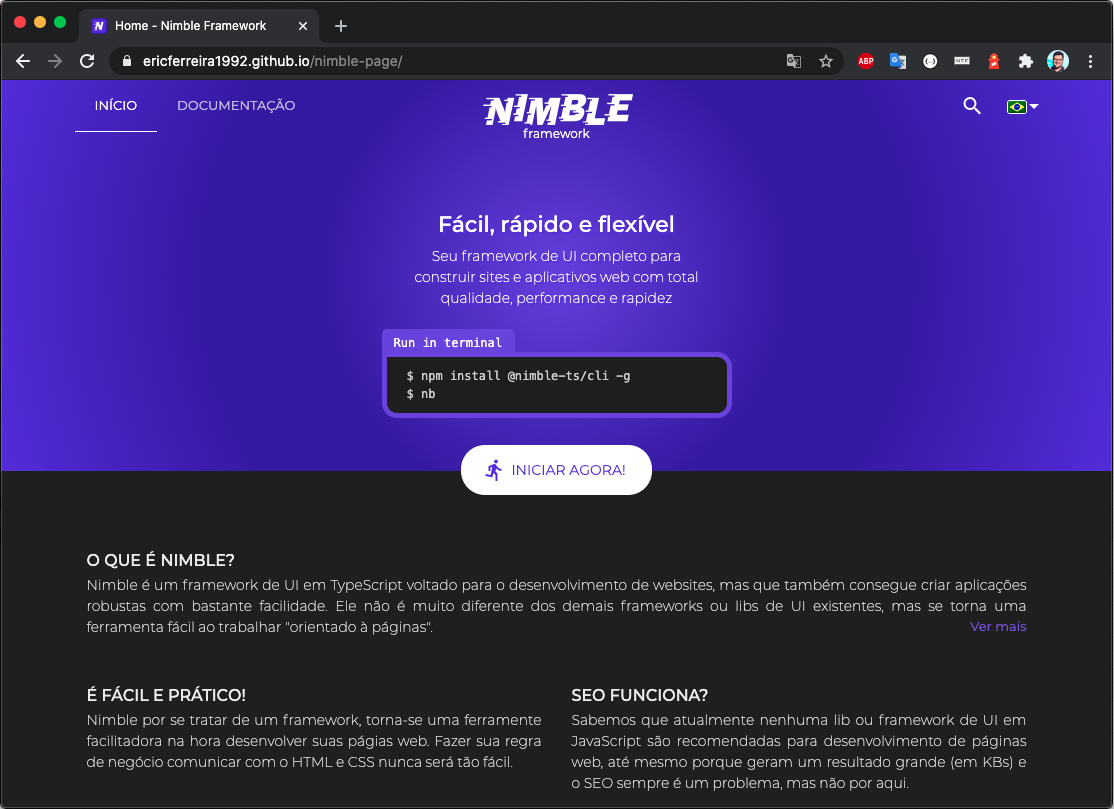 Home - Nimble Framework
ericferreira1992.github.io/nimble-page/
ABP
INÍCIO
DOCUMENTAÇÃO
NIMBLE
framework
Fácil, rápido e flexível
Seu framework de UI completo para
construir sites e aplicativos web com total
qualidade, performance e rapidez
Run in terminal
$ npm install @nimble-ts/cli -g
$ nb
INICIAR AGORA!
O QUE É NIMBLE?
Nimble é um framework de UI em TypeScript voltado para o desenvolvimento de websites, mas que também consegue criar aplicações
robustas com bastante facilidade. Ele não é muito diferente dos demais frameworks ou libs de UI existentes, mas se torna uma
ferramenta fácil ao trabalhar "orientado à páginas".
Ver mais
É FÁCIL E PRÁTICO!
Nimble por se tratar de um framework, torna-se uma ferramente
facilitadora na hora desenvolver suas págias web. Fazer sua regra
de negócio comunicar com o HTML e CSS nunca será tão fácil.
SEO FUNCIONA?
Sabemos que atualmente nenhuma lib ou framework de UI em
JavaScript são recomendadas para desenvolvimento de páginas
web, até mesmo porque geram um resultado grande (em KBs) e
o SEO sempre é um problema, mas não por aqui.